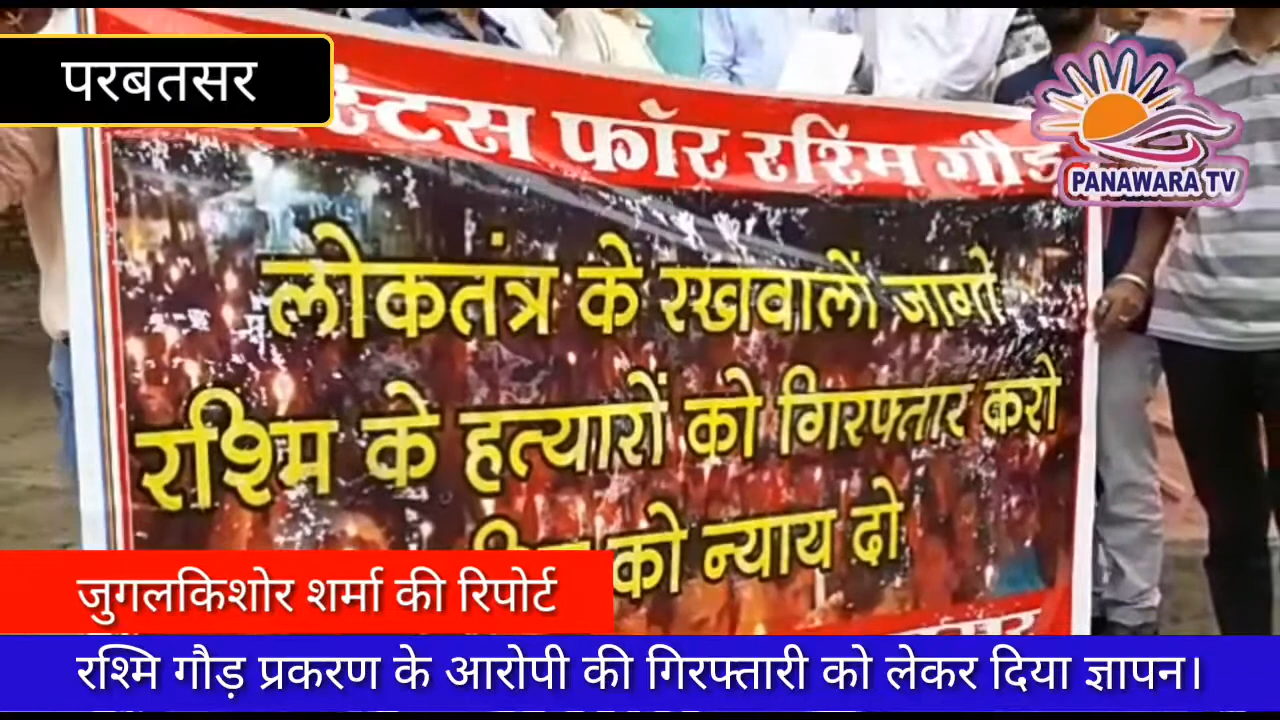 परबतसर
फॉर रश्मि गौड़
PANAWARA TV
लोकतंत्र के रखवालों जागो
रश्मि के हत्यारों को गिरफ्तार करो
को न्याय दो
जुगलकिशोर शर्मा की रिपोर्ट
रश्मि गौड़ प्रकरण के आरोपी की गिरफ्तारी को लेकर दिया ज्ञापन।